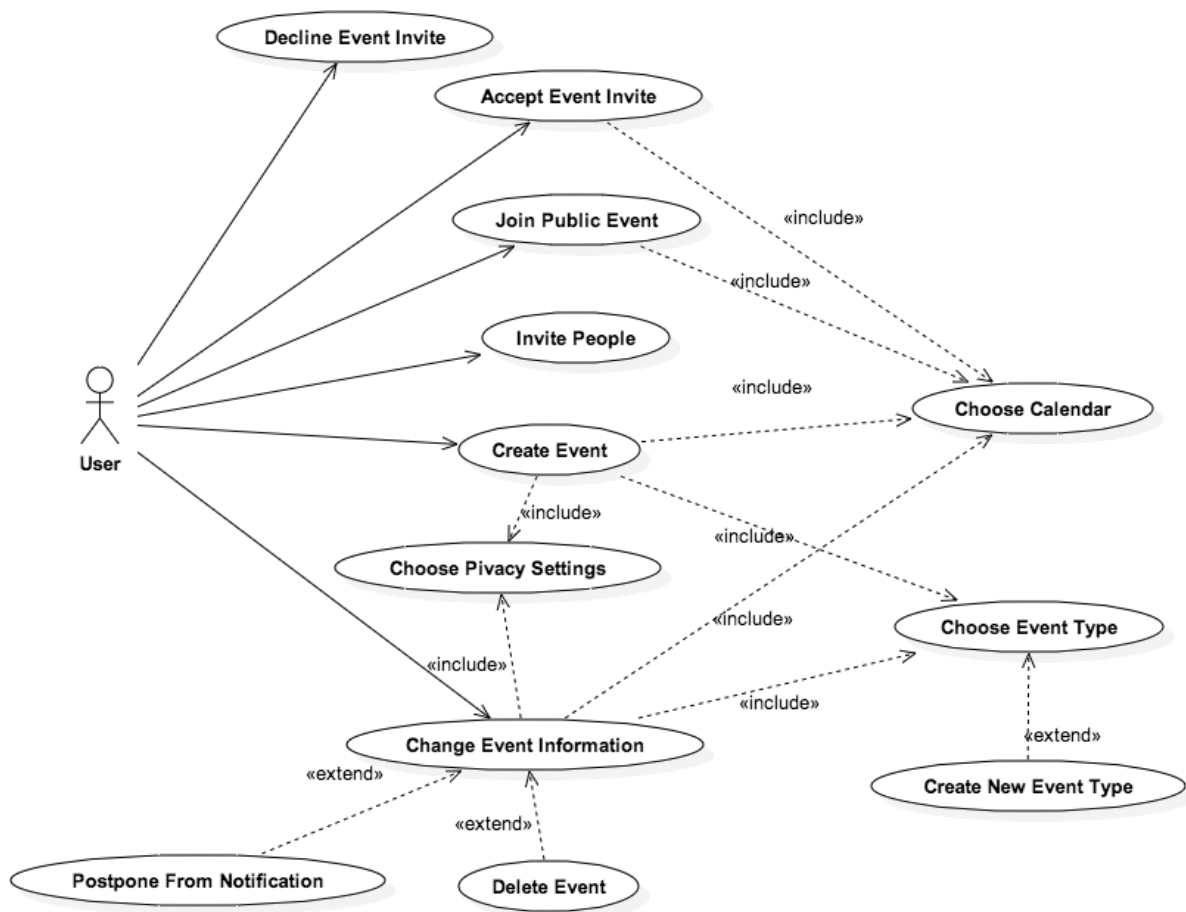 Decline Event Invite
Accept Event Invite
Join Public Event
«include»
«include»
Invite People
«include»
Choose Calendar
User
Create Event
«include»
«include»
Choose Pivacy Settings
«include»
Choose Event Type
«include»
«include»
Change Event Information
«extend»
«extend»
Create New Event Type
«extend»
Postpone From Notification
Delete Event